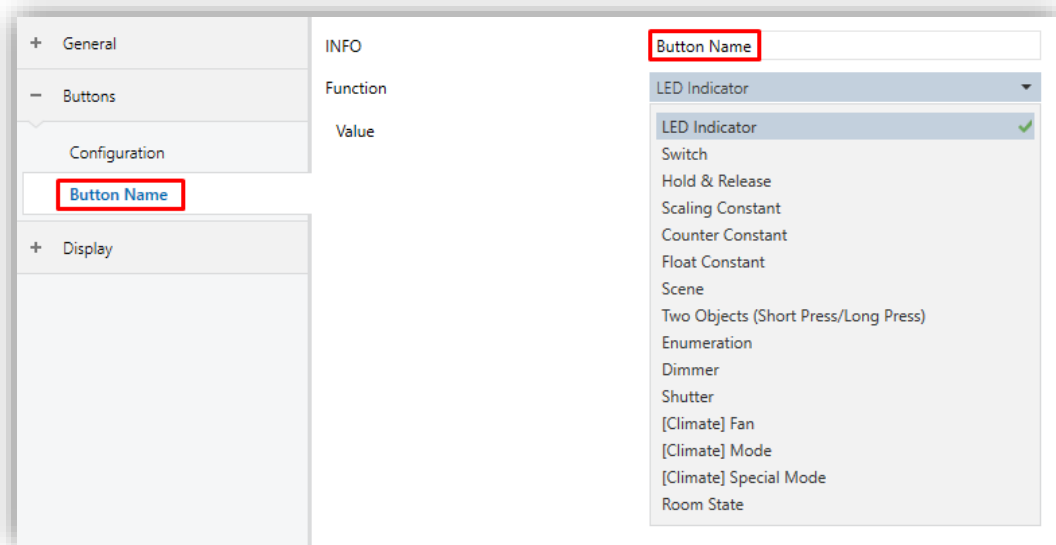 + General
− Buttons
Configuration
Button Name
+ Display
INFO
Button Name
Function
LED Indicator
Value
LED Indicator
Switch
Hold & Release
Scaling Constant
Counter Constant
Float Constant
Scene
Two Objects (Short Press/Long Press)
Enumeration
Dimmer
Shutter
[Climate] Fan
[Climate] Mode
[Climate] Special Mode
Room State